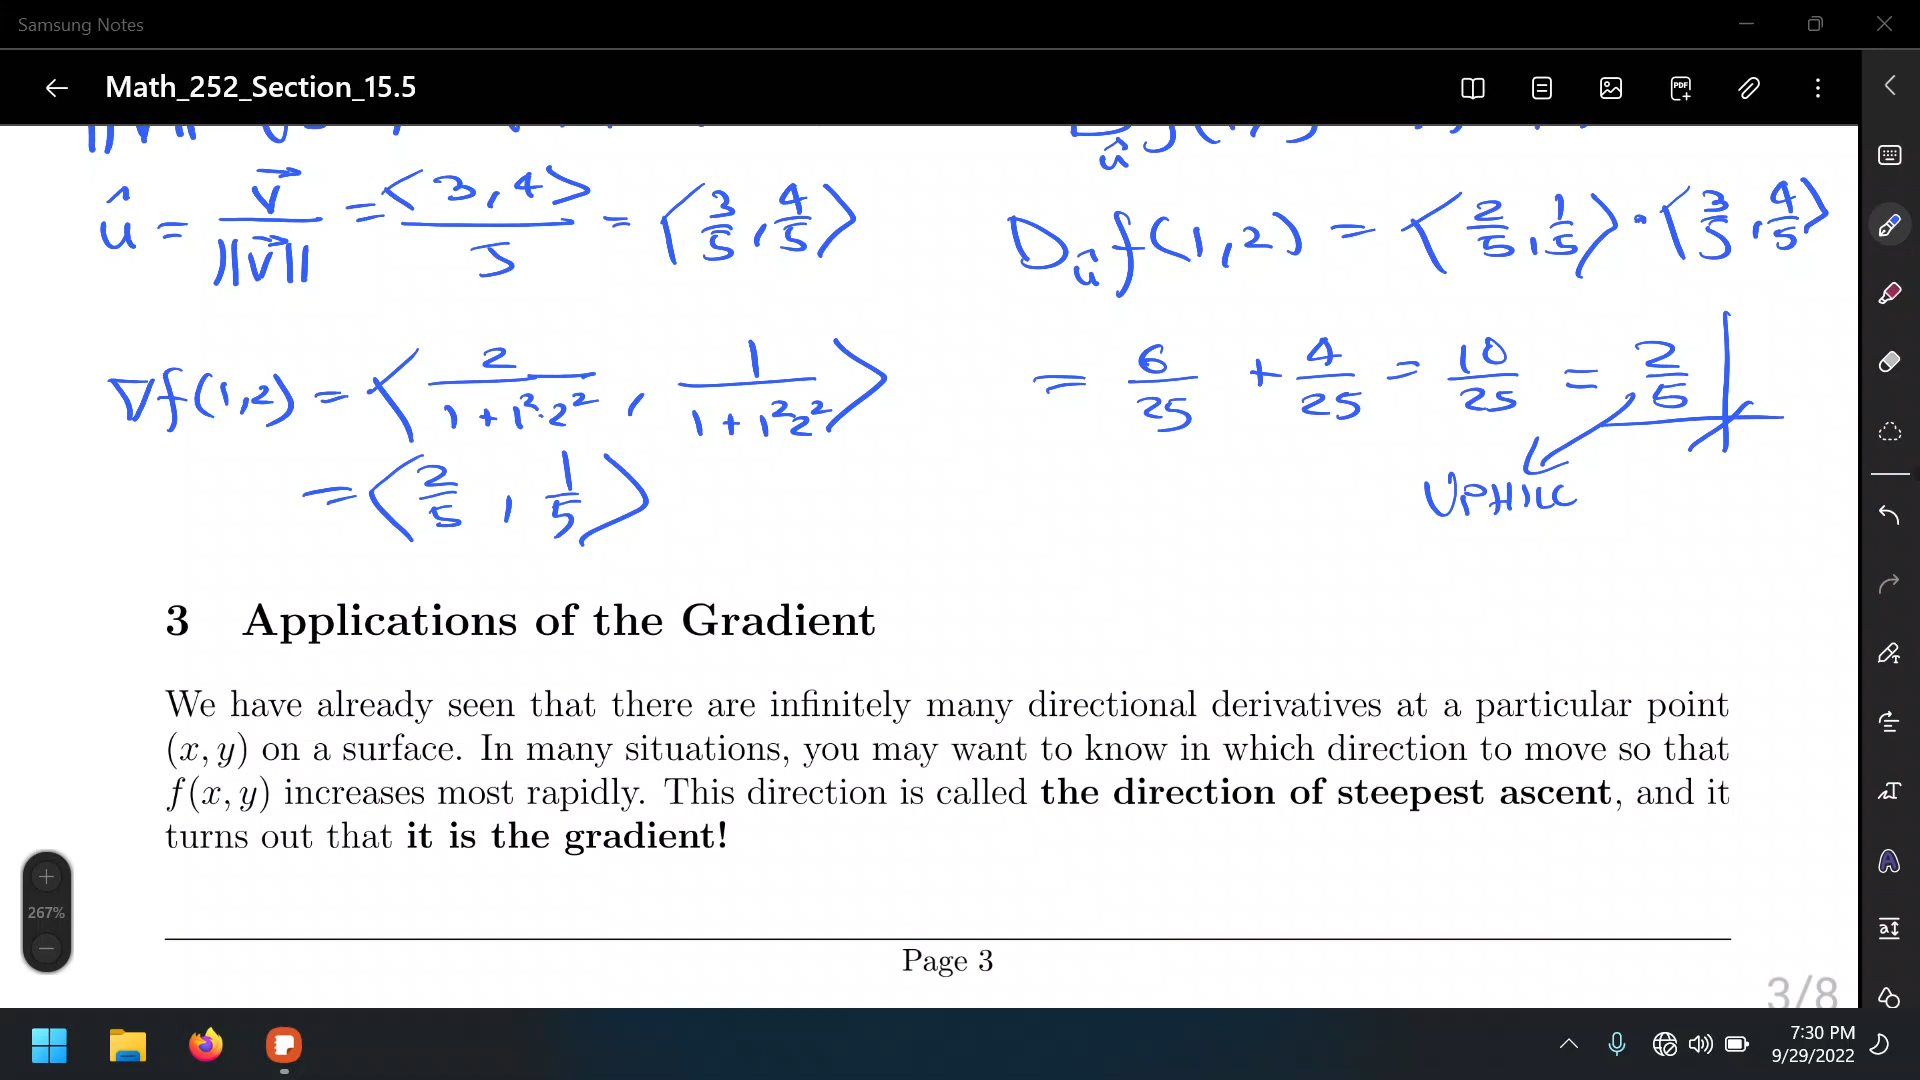 Samsung Notes
Math_252_Section_15.5
û = v⃗ / ||v⃗|| = <3,4> / 5 = <3/5, 4/5>
D_û f(1,2) = <2/5, 1/5> · <3/5, 4/5>
∇f(1,2) = <2 / (1+1²·2²), 1 / (1+1²2²)>
= 6/25 + 4/25 = 10/25 = 2/5
= <2/5, 1/5>
UPHILL
3 Applications of the Gradient
We have already seen that there are infinitely many directional derivatives at a particular point
(x, y) on a surface. In many situations, you may want to know in which direction to move so that
f(x, y) increases most rapidly. This direction is called the direction of steepest ascent, and it
turns out that it is the gradient!
267%
Page 3
3/8
7:30 PM
9/29/2022